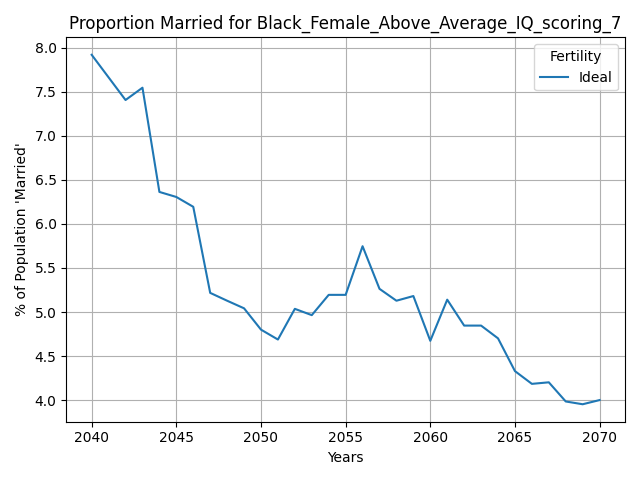 Proportion Married for Black_Female_Above_Average_IQ_scoring_7
Fertility
Ideal
% of Population 'Married'
8.0
7.5
7.0
6.5
6.0
5.5
5.0
4.5
4.0
2040 2045 2050 2055 2060 2065 2070
Years